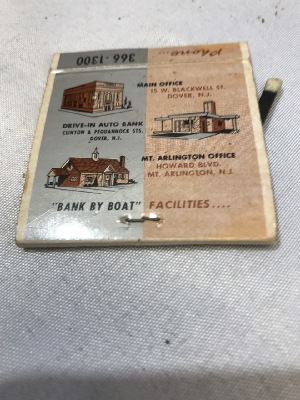 Phone...
366-1300
MAIN OFFICE
15 W. BLACKWELL ST.
DOVER, N.J.
DRIVE-IN AUTO BANK
CLINTON & PEQUANNOCK STS.
DOVER, N.J.
MT. ARLINGTON OFFICE
HOWARD BLVD.
MT. ARLINGTON, N.J.
"BANK BY BOAT" FACILITIES....